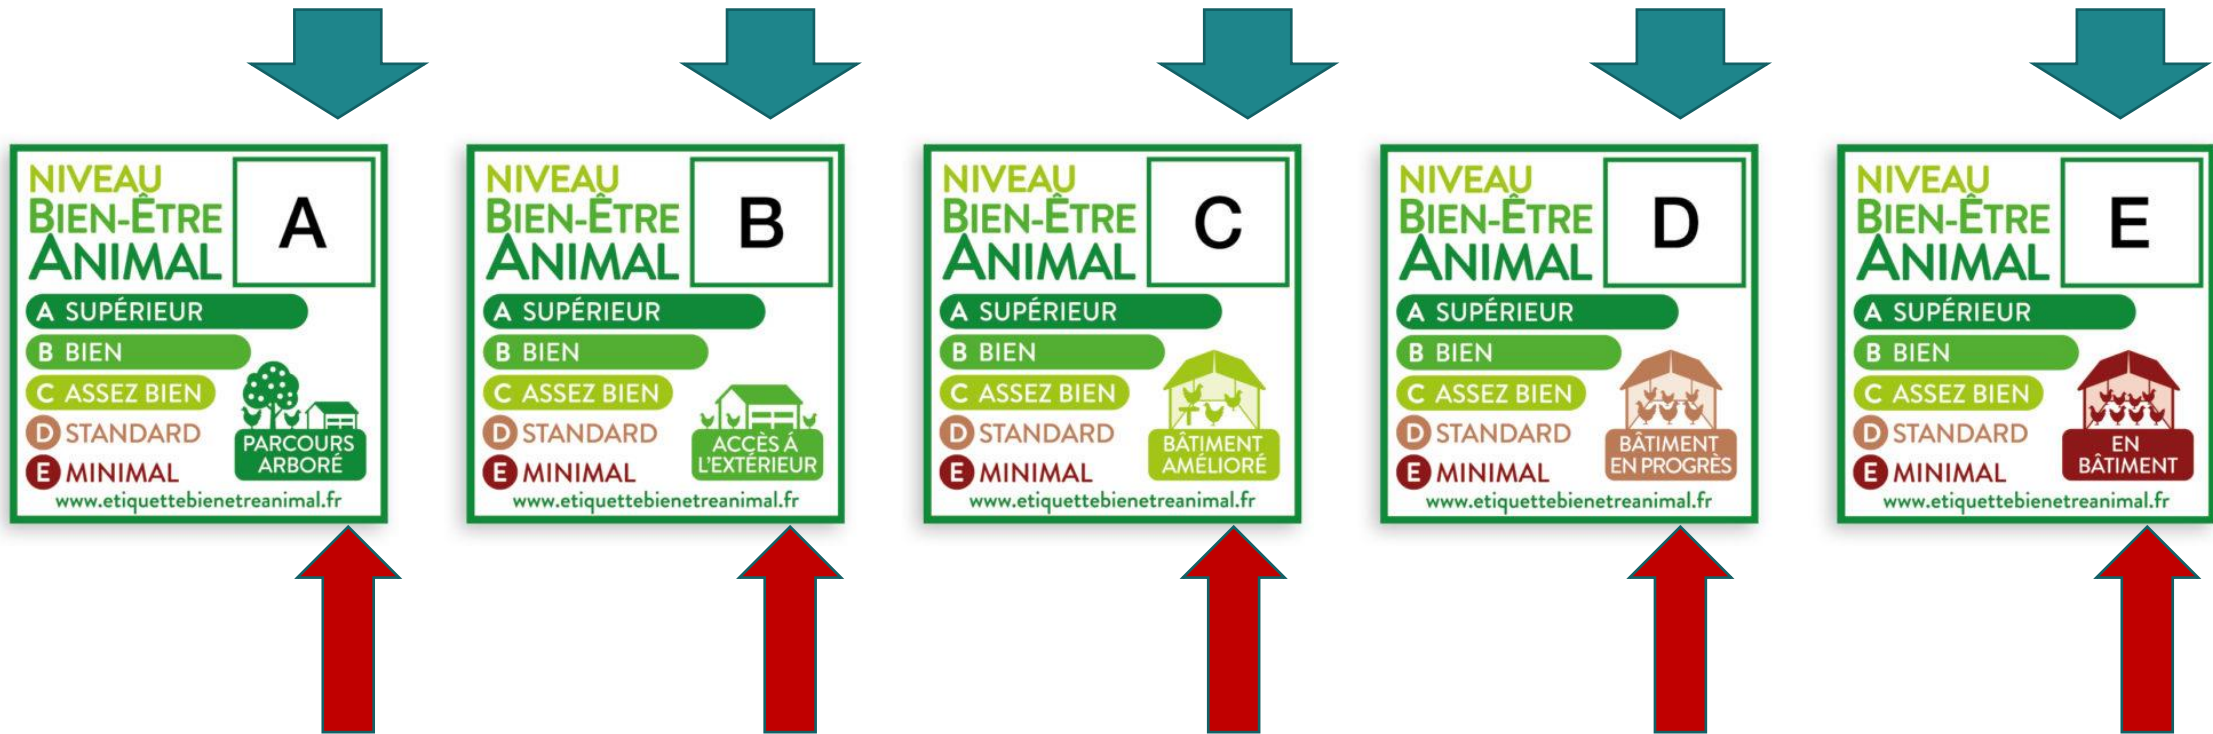 NIVEAU
BIEN-ÊTRE
ANIMAL
A
A SUPÉRIEUR
B BIEN
C ASSEZ BIEN
D STANDARD
E MINIMAL
PARCOURS
ARBORÉ
www.etiquettebienetreanimal.fr
NIVEAU
BIEN-ÊTRE
ANIMAL
B
A SUPÉRIEUR
B BIEN
C ASSEZ BIEN
D STANDARD
E MINIMAL
ACCÈS Á
L'EXTÉRIEUR
www.etiquettebienetreanimal.fr
NIVEAU
BIEN-ÊTRE
ANIMAL
C
A SUPÉRIEUR
B BIEN
C ASSEZ BIEN
D STANDARD
E MINIMAL
BÂTIMENT
AMÉLIORÉ
www.etiquettebienetreanimal.fr
NIVEAU
BIEN-ÊTRE
ANIMAL
D
A SUPÉRIEUR
B BIEN
C ASSEZ BIEN
D STANDARD
E MINIMAL
BÂTIMENT
EN PROGRÈS
www.etiquettebienetreanimal.fr
NIVEAU
BIEN-ÊTRE
ANIMAL
E
A SUPÉRIEUR
B BIEN
C ASSEZ BIEN
D STANDARD
E MINIMAL
EN
BÂTIMENT
www.etiquettebienetreanimal.fr